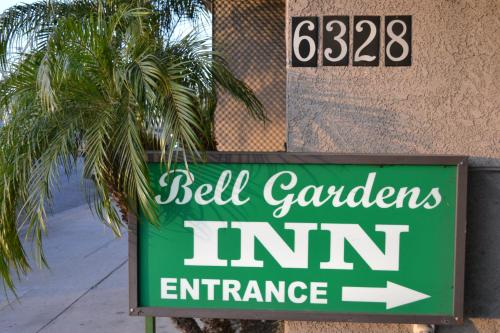 6328
Bell Gardens
INN
ENTRANCE